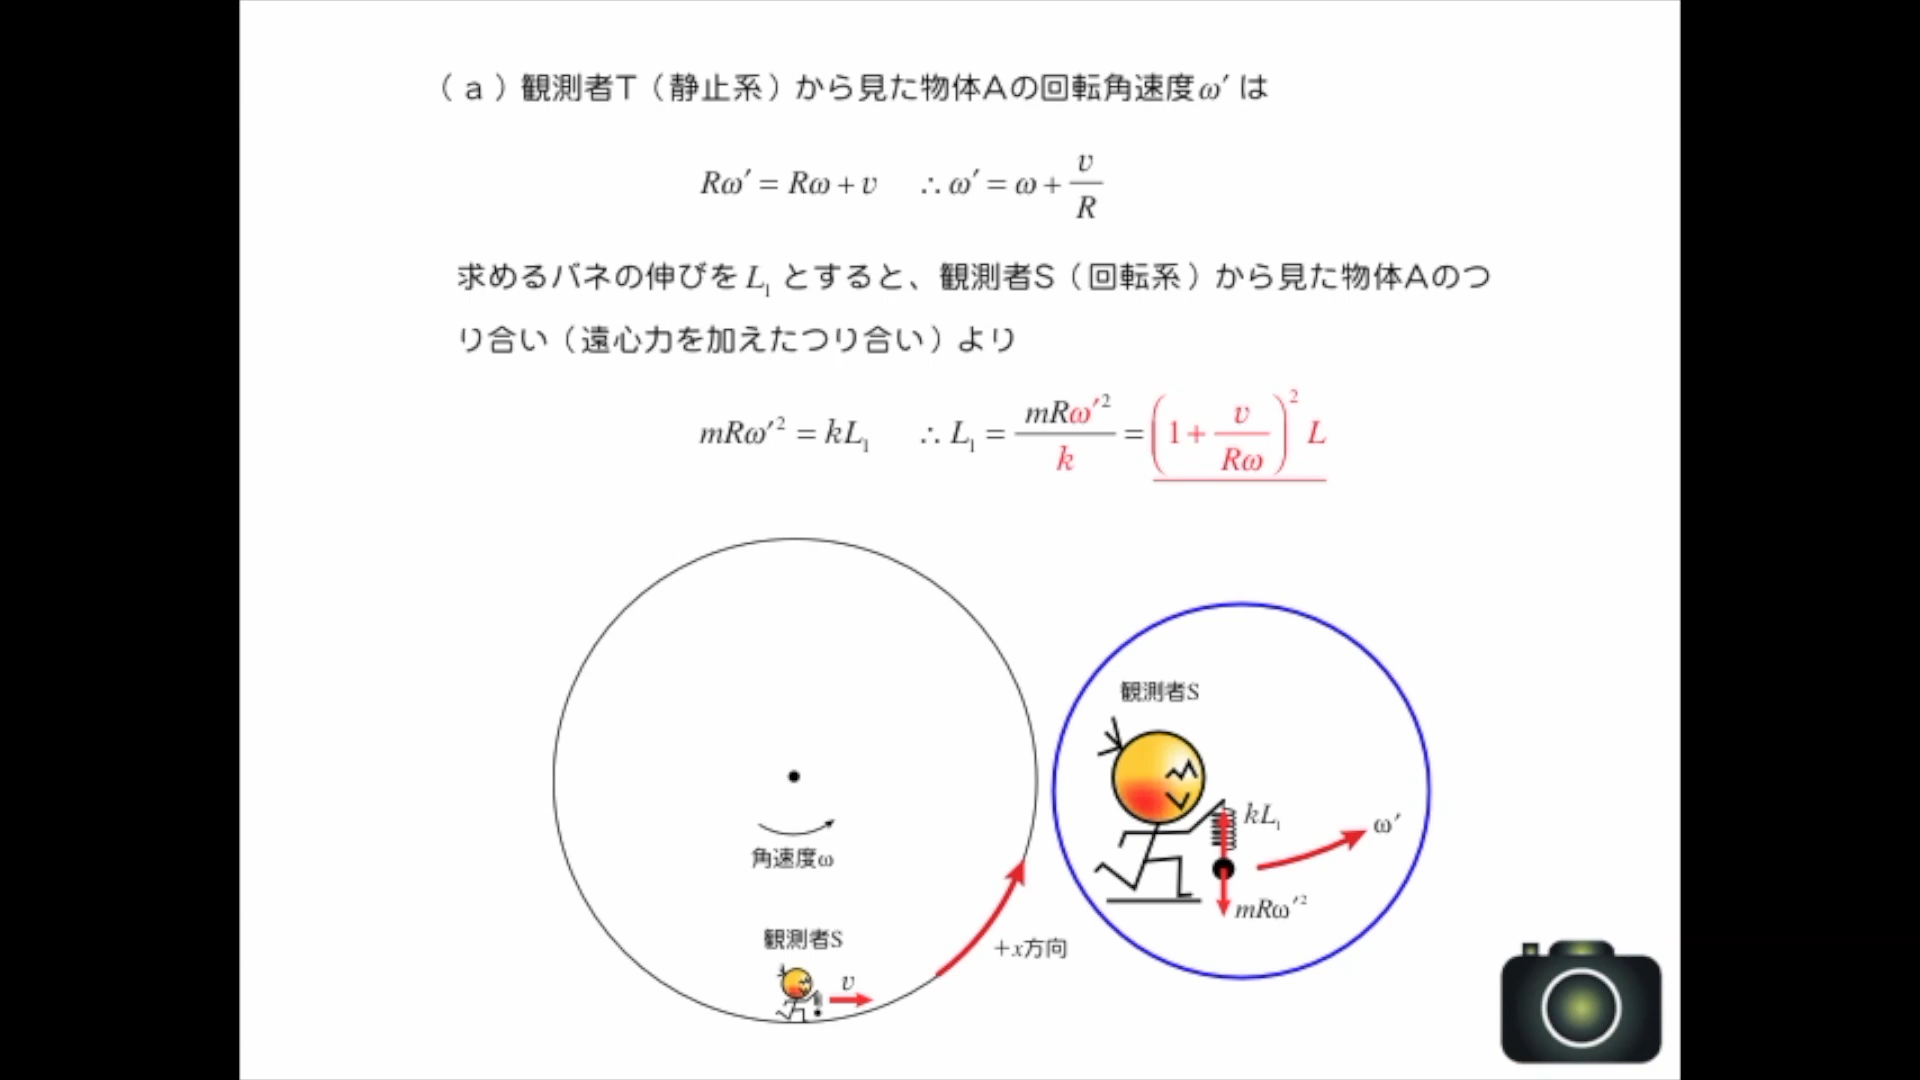 （ａ）観測者T（静止系）から見た物体Aの回転角速度ω′は
Rω′ = Rω + v ∴ ω′ = ω + v/R
求めるバネの伸びをL₁とすると、観測者S（回転系）から見た物体Aのつ
り合い（遠心力を加えたつり合い）より
mRω′² = kL₁ ∴ L₁ = mRω′²/k = (1 + v/Rω)² L
観測者S
kL₁
ω′
角速度ω
mRω′²
観測者S
+x方向
v